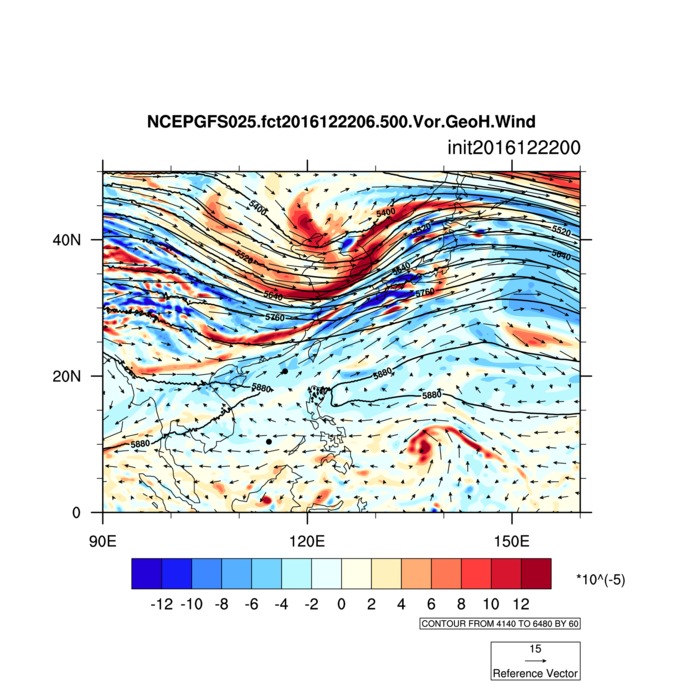 NCEPGFS025.fct2016122206.500.Vor.GeoH.Wind
init2016122200
5400
5400
5520
5520
5520
40N
5640
5640
5640
5760
5760
20N
5880
5880
5880
5880
0
90E 120E 150E
-12 -10 -8 -6 -4 -2 0 2 4 6 8 10 12 *10^(-5)
CONTOUR FROM 4140 TO 6480 BY 60
15
Reference Vector